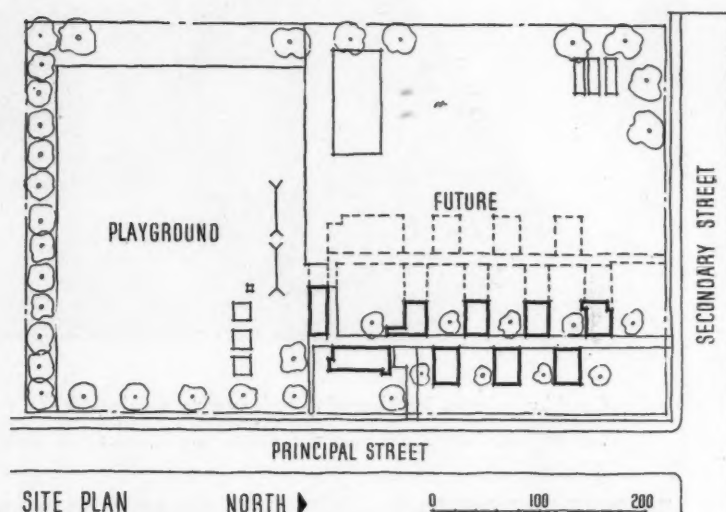 FUTURE
PLAYGROUND
SECONDARY STREET
PRINCIPAL STREET
SITE PLAN NORTH 0 100 200